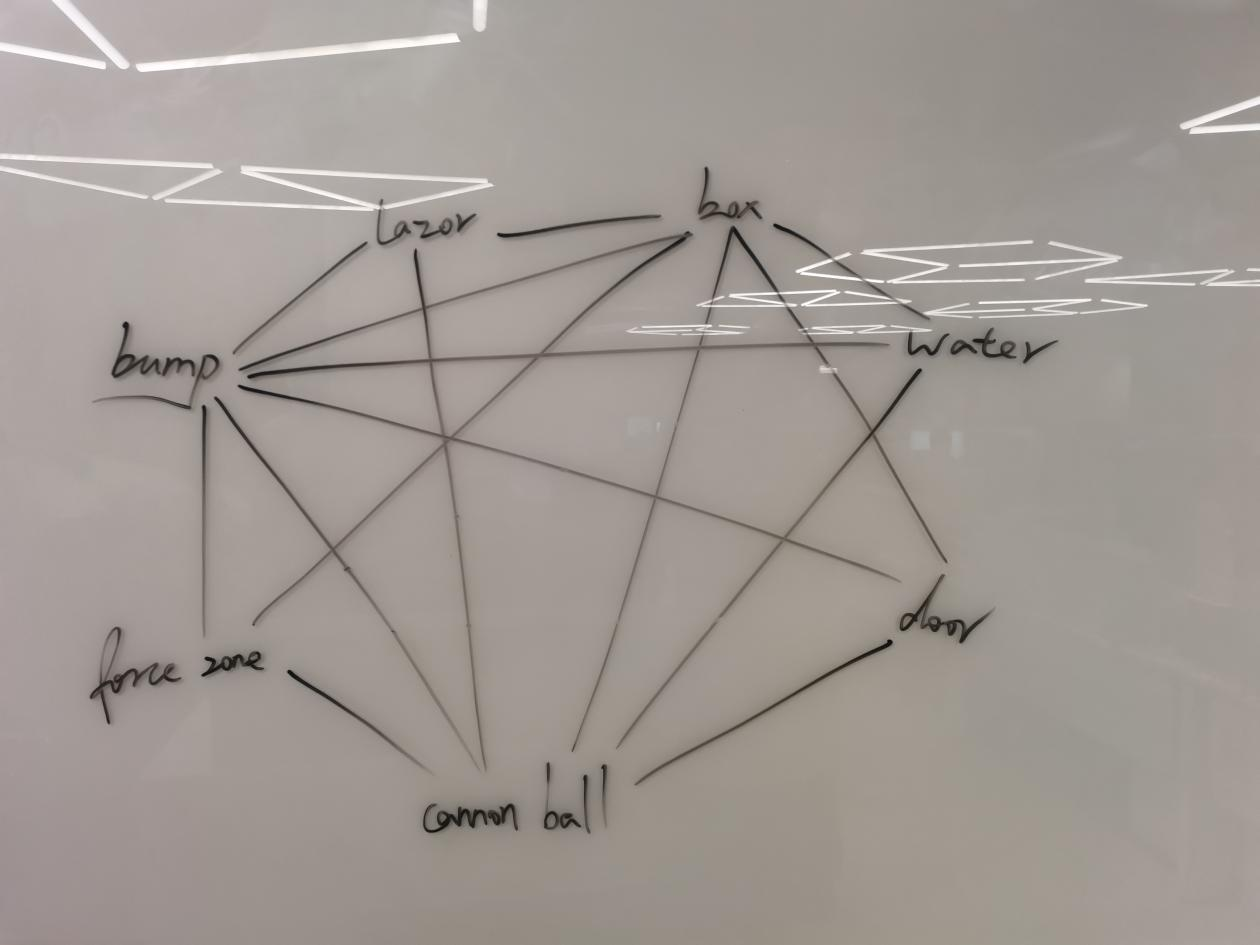 lazor
box
bump
water
force zone
door
cannon ball